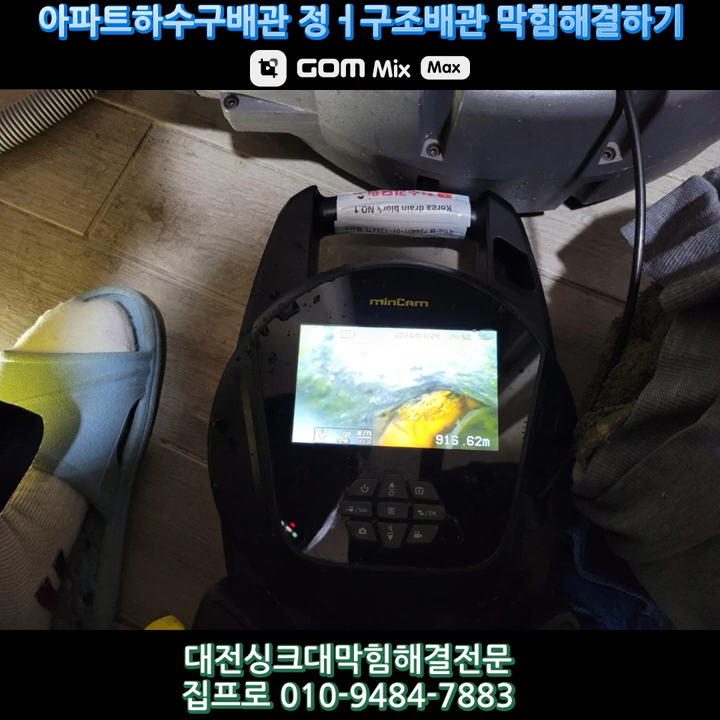 아파트하수구배관 정ㅓ구조배관 막힘해결하기
GOM Mix Max
Korea drain block NO.1
minCam
916.62m
대전싱크대막힘해결전문
집프로 010-9484-7883